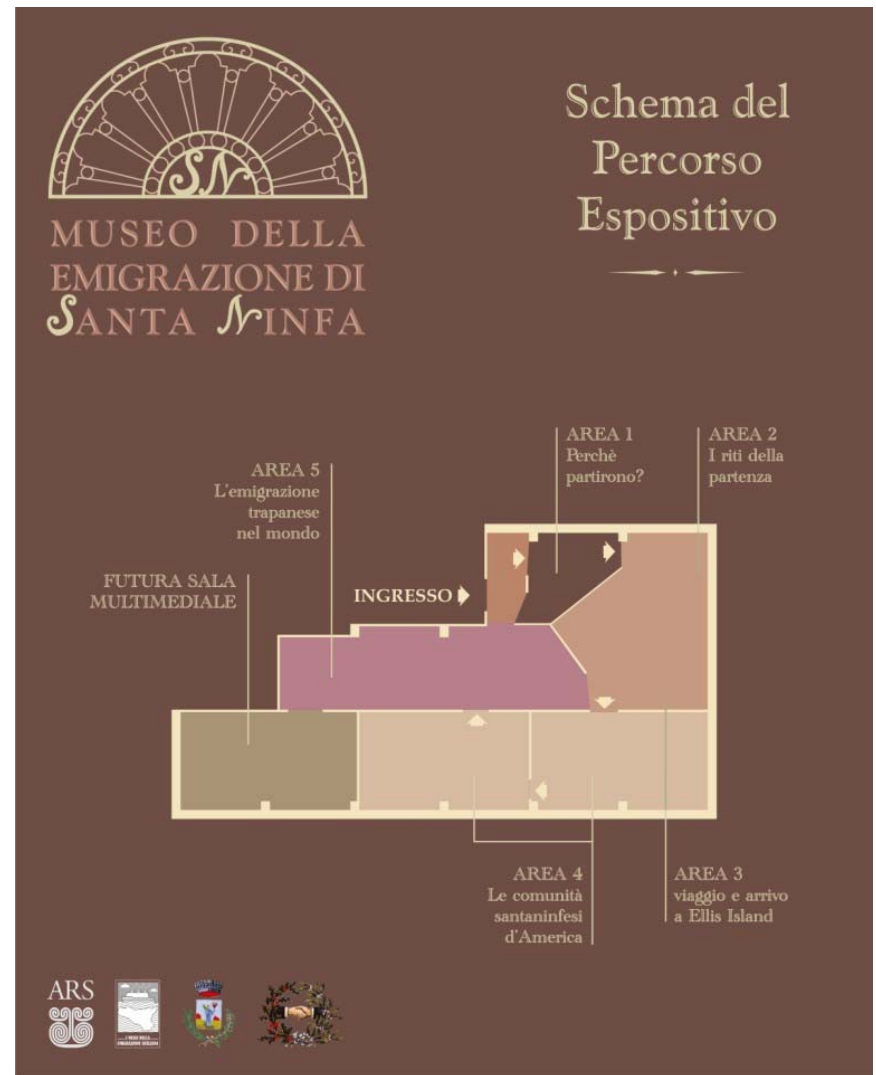 SN
MUSEO DELLA
EMIGRAZIONE DI
SANTA NINFA
Schema del
Percorso
Espositivo
AREA 1
Perchè
partirono?
AREA 2
I riti della
partenza
AREA 5
L'emigrazione
trapanese
nel mondo
FUTURA SALA
MULTIMEDIALE
INGRESSO
AREA 4
Le comunità
santaninfesi
d'America
AREA 3
viaggio e arrivo
a Ellis Island
ARS